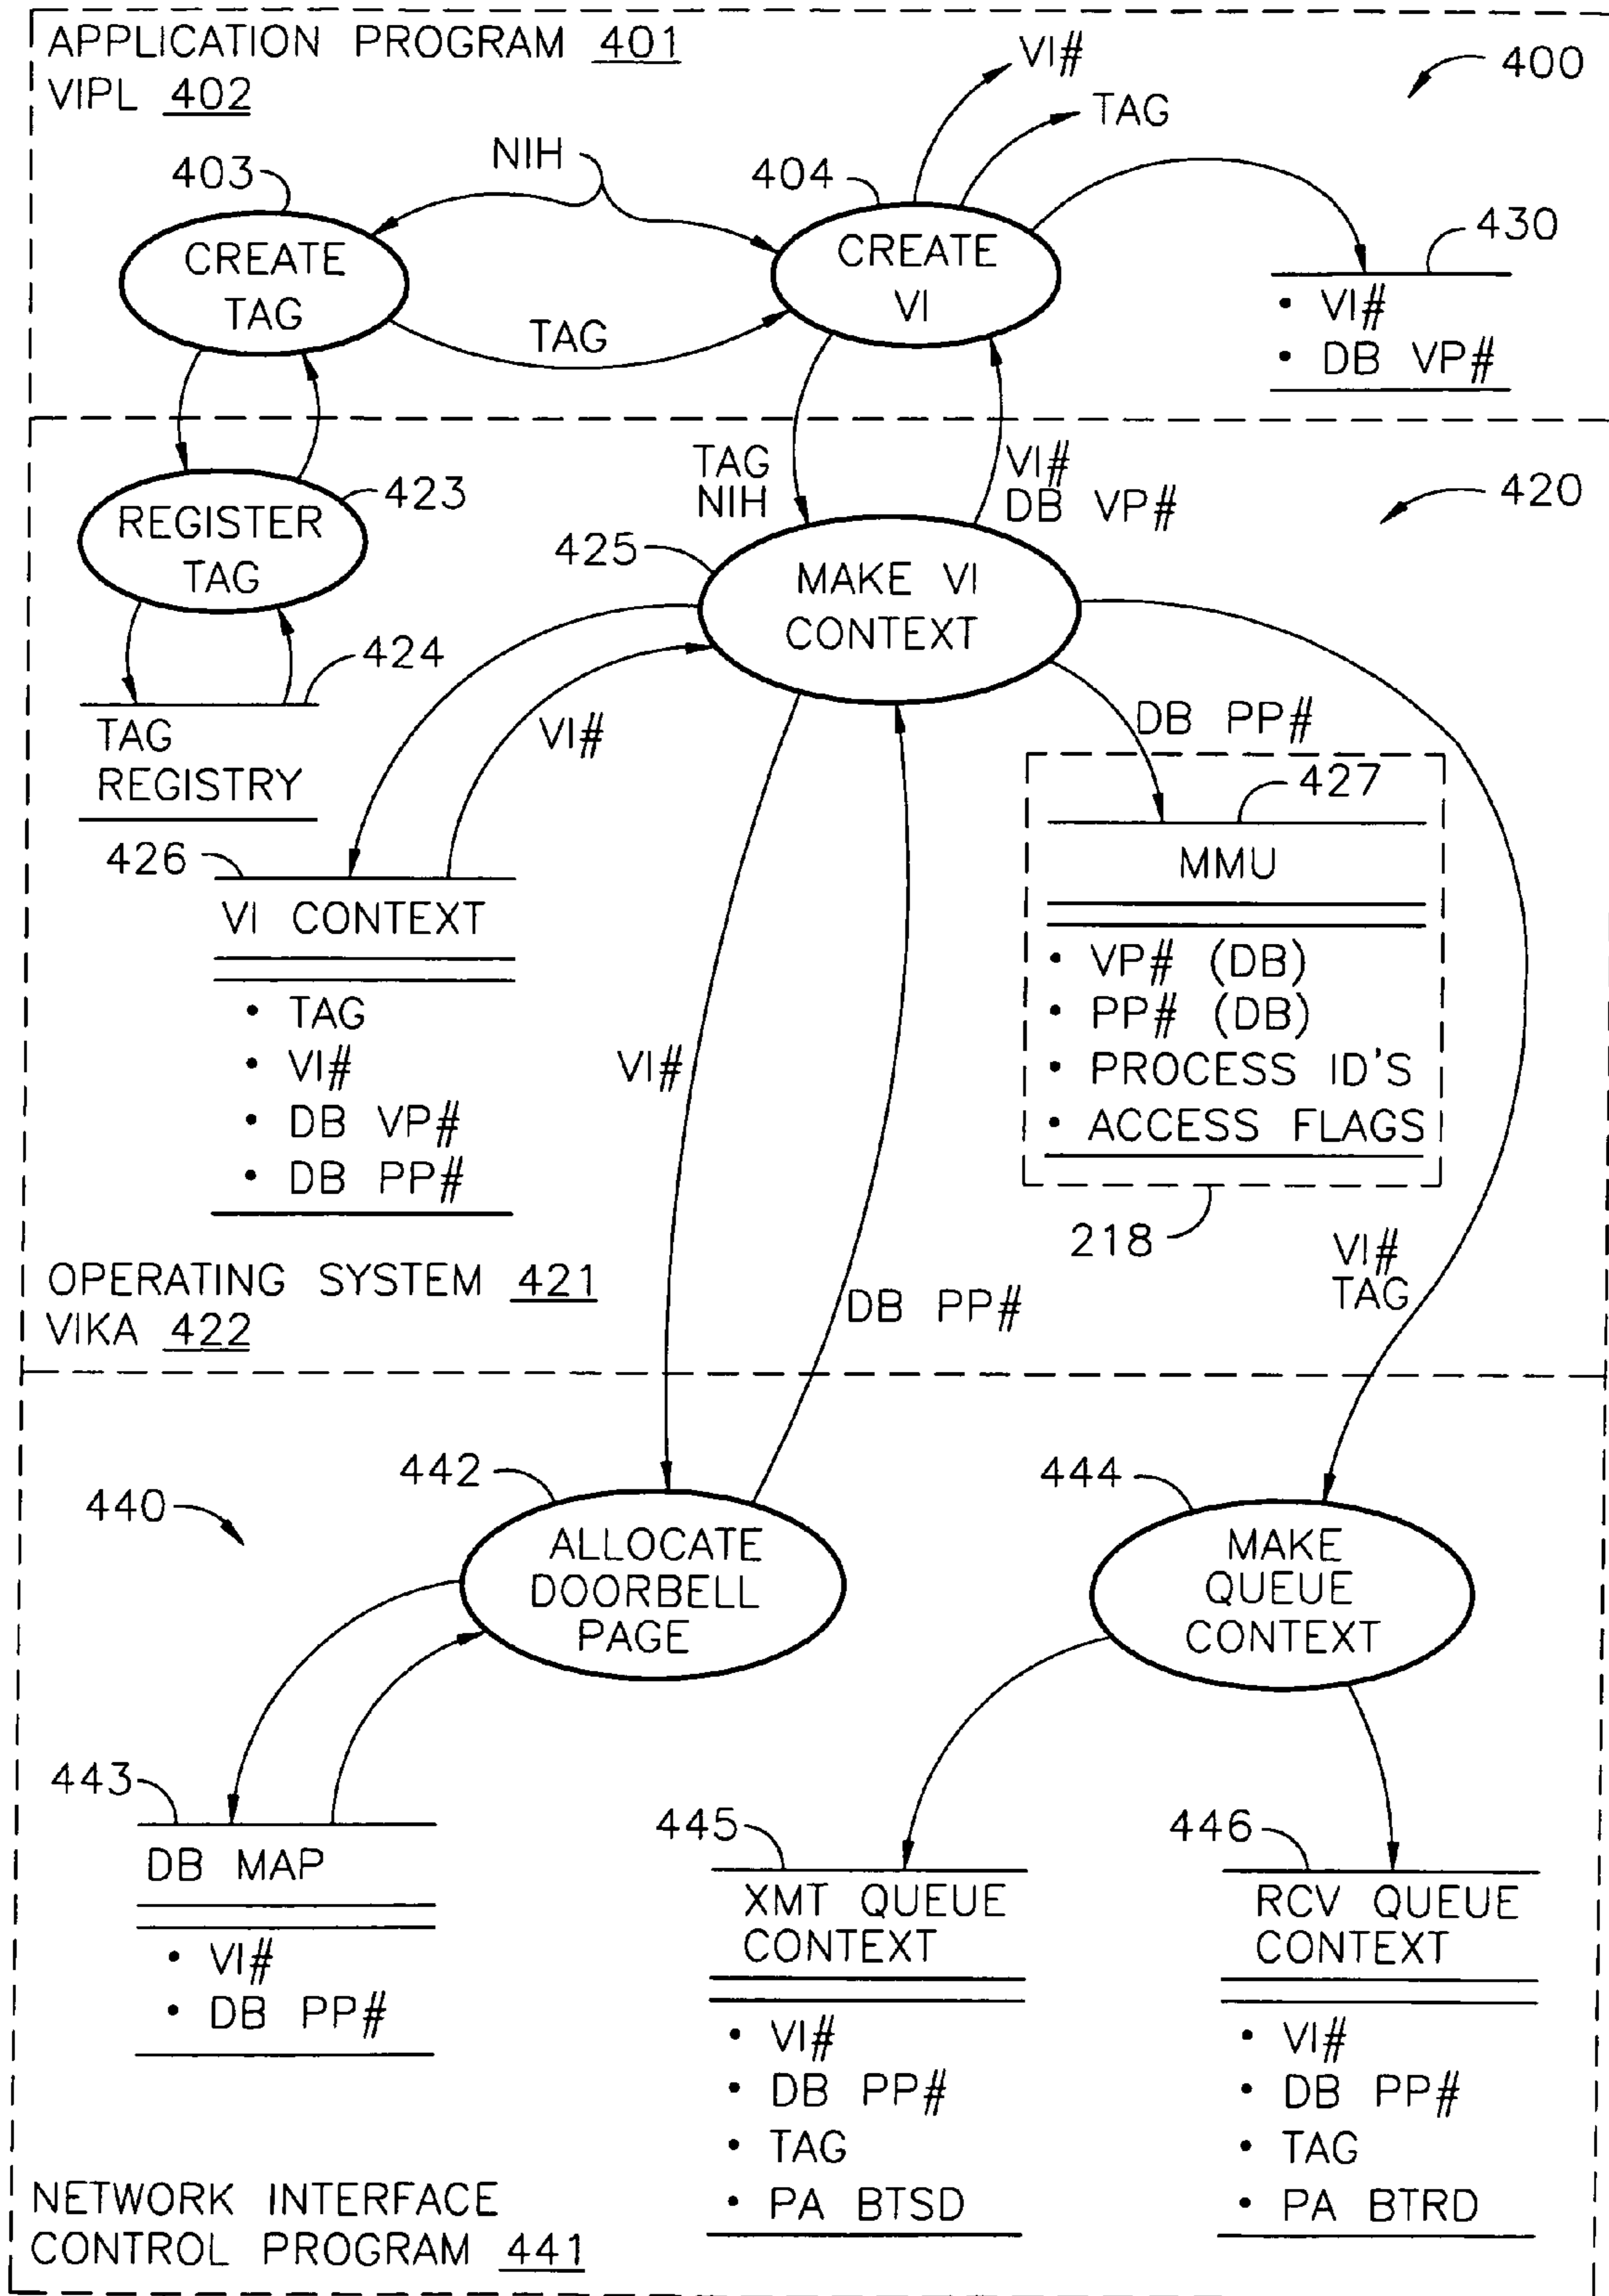 APPLICATION PROGRAM 401
VIPL 402
VI#
TAG
400
NIH
403
404
430
CREATE
TAG
CREATE
VI
TAG
• VI#
• DB VP#
TAG
NIH
VI#
DB VP#
423
420
REGISTER
TAG
425
MAKE VI
CONTEXT
424
TAG
REGISTRY
VI#
DB PP#
427
MMU
426
VI CONTEXT
• TAG
• VI#
• DB VP#
• DB PP#
• VP# (DB)
• PP# (DB)
• PROCESS ID'S
• ACCESS FLAGS
VI#
218
VI#
TAG
OPERATING SYSTEM 421
VIKA 422
DB PP#
442
444
440
ALLOCATE
DOORBELL
PAGE
MAKE
QUEUE
CONTEXT
443
445
446
DB MAP
• VI#
• DB PP#
XMT QUEUE
CONTEXT
• VI#
• DB PP#
• TAG
• PA BTSD
RCV QUEUE
CONTEXT
• VI#
• DB PP#
• TAG
• PA BTRD
NETWORK INTERFACE
CONTROL PROGRAM 441